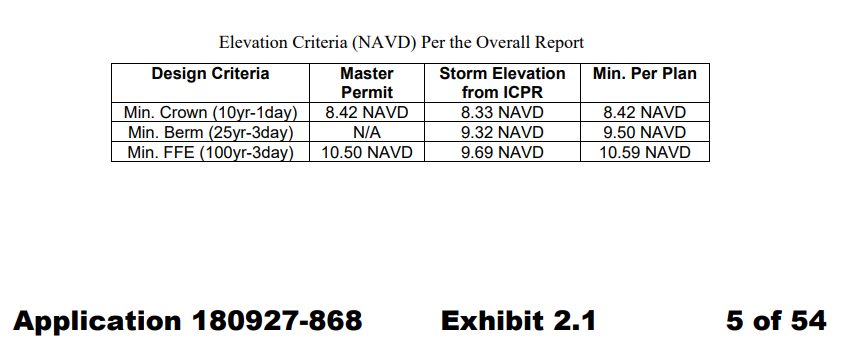 Elevation Criteria (NAVD) Per the Overall Report
Design Criteria Master Permit Storm Elevation from ICPR Min. Per Plan
Min. Crown (10yr-1day) 8.42 NAVD 8.33 NAVD 8.42 NAVD
Min. Berm (25yr-3day) N/A 9.32 NAVD 9.50 NAVD
Min. FFE (100yr-3day) 10.50 NAVD 9.69 NAVD 10.59 NAVD
Application 180927-868 Exhibit 2.1 5 of 54